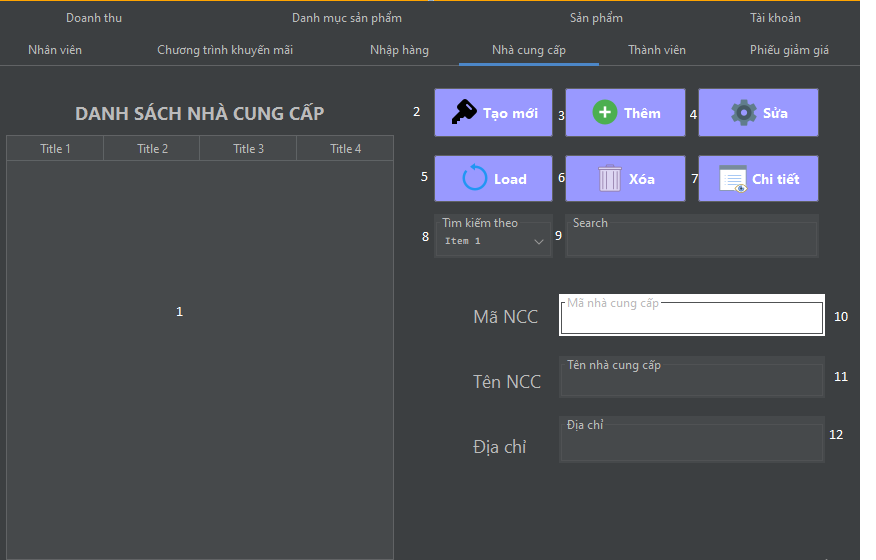 Doanh thu Danh mục sản phẩm Sản phẩm Tài khoản
Nhân viên Chương trình khuyến mãi Nhập hàng Nhà cung cấp Thành viên Phiếu giảm giá
DANH SÁCH NHÀ CUNG CẤP
Title 1 Title 2 Title 3 Title 4
1
2 Tạo mới 3 Thêm 4 Sửa
5 Load 6 Xóa 7 Chi tiết
8 Tìm kiếm theo 9 Search
Item 1
Mã NCC Mã nhà cung cấp 10
Tên NCC Tên nhà cung cấp 11
Địa chỉ Địa chỉ 12